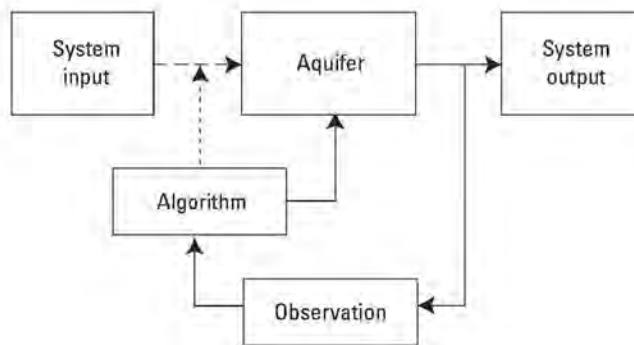 System
input
Aquifer
System
output
Algorithm
Observation